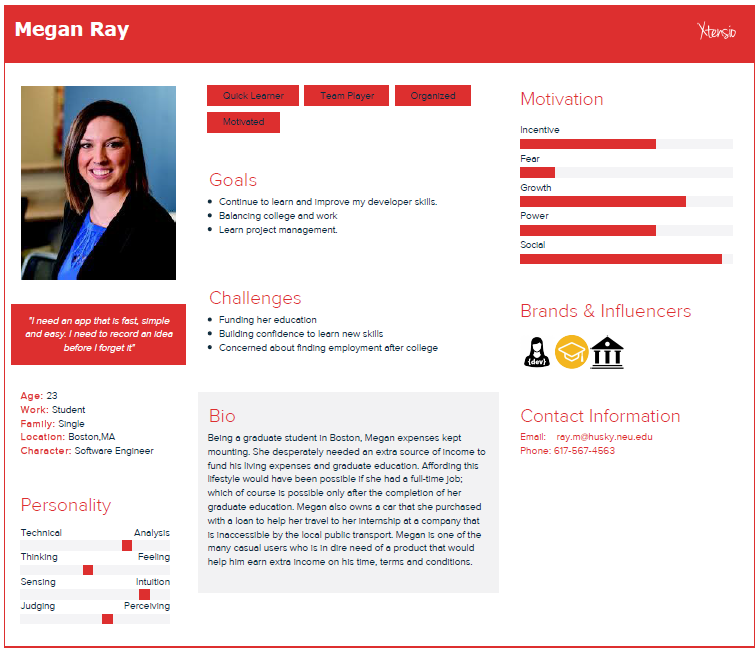 Megan Ray
Xtensio
Quick Learner
Team Player
Organized
Motivated
Goals
Continue to learn and improve my developer skills.
Balancing college and work
Learn project management.
Challenges
Funding her education
Building confidence to learn new skills
Concerned about finding employment after college
"I need an app that is fast, simple
and easy. I need to record an idea
before I forget it"
Age: 23
Work: Student
Family: Single
Location: Boston,MA
Character: Software Engineer
Personality
Technical Analysis
Thinking Feeling
Sensing Intuition
Judging Perceiving
Bio
Being a graduate student in Boston, Megan expenses kept
mounting. She desperately needed an extra source of income to
fund his living expenses and graduate education. Affording this
lifestyle would have been possible if she had a full-time job;
which of course is possible only after the completion of her
graduate education. Megan also owns a car that she purchased
with a loan to help her travel to her internship at a company that
is inaccessible by the local public transport. Megan is one of the
many casual users who is in dire need of a product that would
help him earn extra income on his time, terms and conditions.
Motivation
Incentive
Fear
Growth
Power
Social
Brands & Influencers
{dev}
Contact Information
Email: ray.m@husky.neu.edu
Phone: 617-567-4563